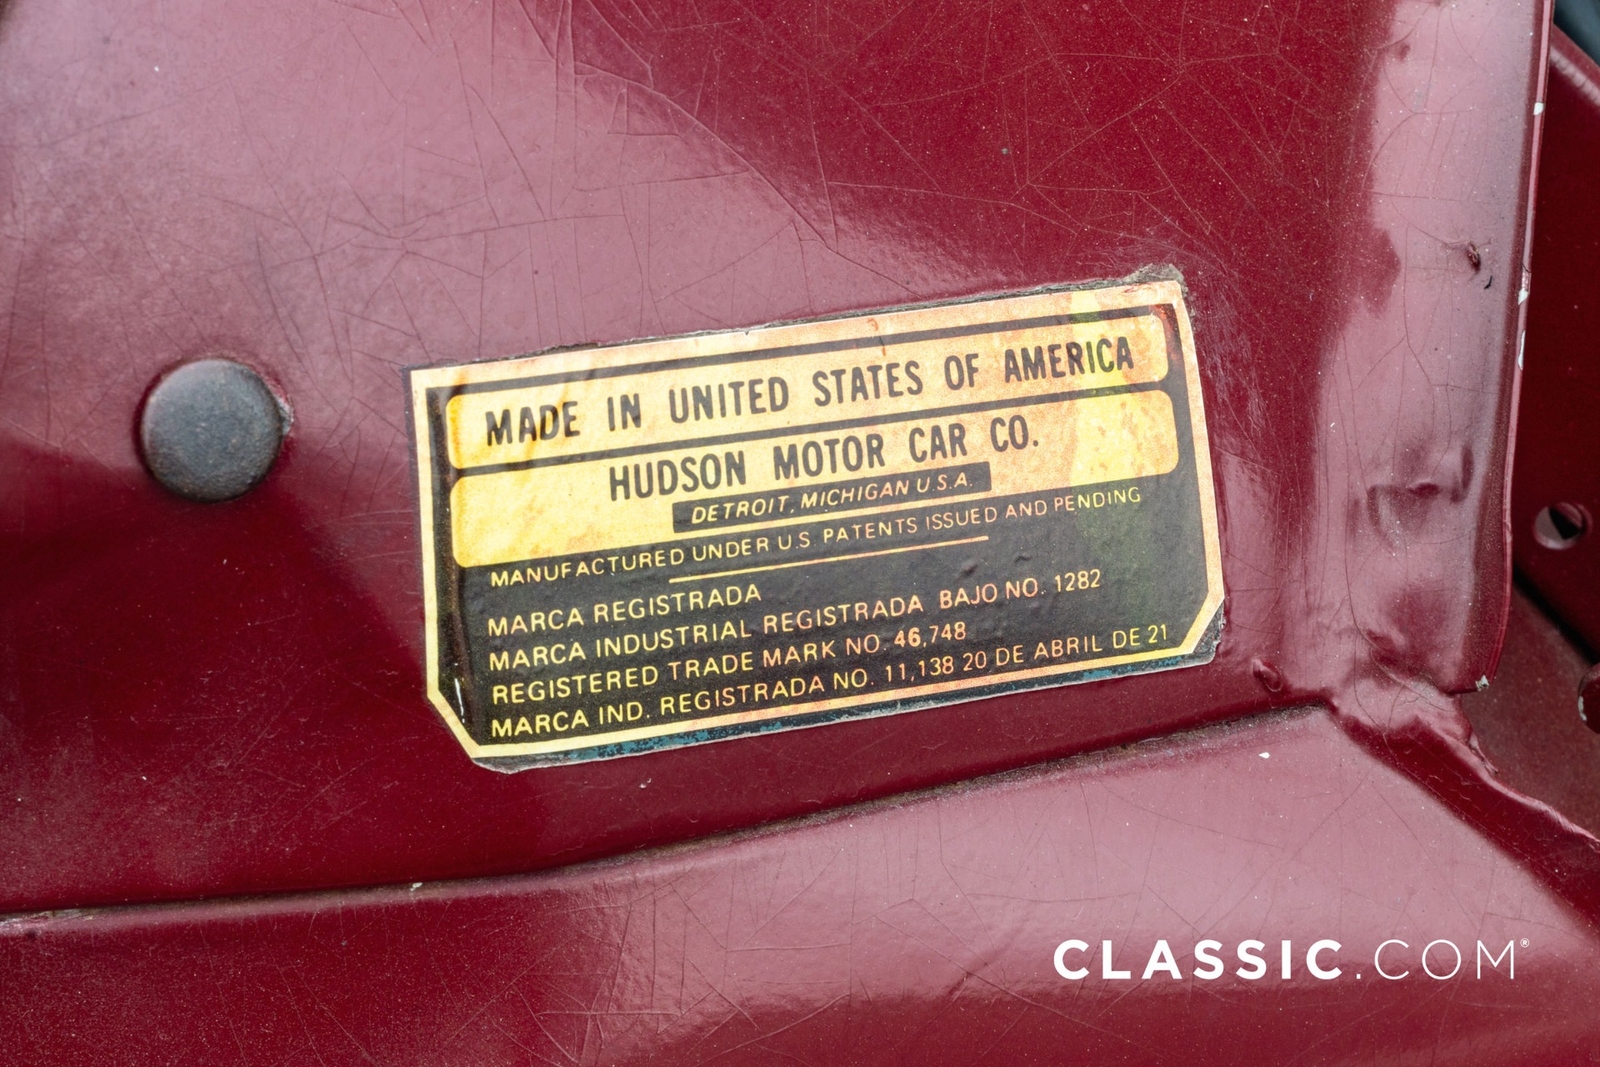 MADE IN UNITED STATES OF AMERICA
HUDSON MOTOR CAR CO.
DETROIT, MICHIGAN U.S.A.
MANUFACTURED UNDER U.S. PATENTS ISSUED AND PENDING
MARCA REGISTRADA
MARCA INDUSTRIAL REGISTRADA BAJO NO. 1282
REGISTERED TRADE MARK NO. 46,748
MARCA IND. REGISTRADA NO. 11,138 20 DE ABRIL DE 21
CLASSIC.COM®